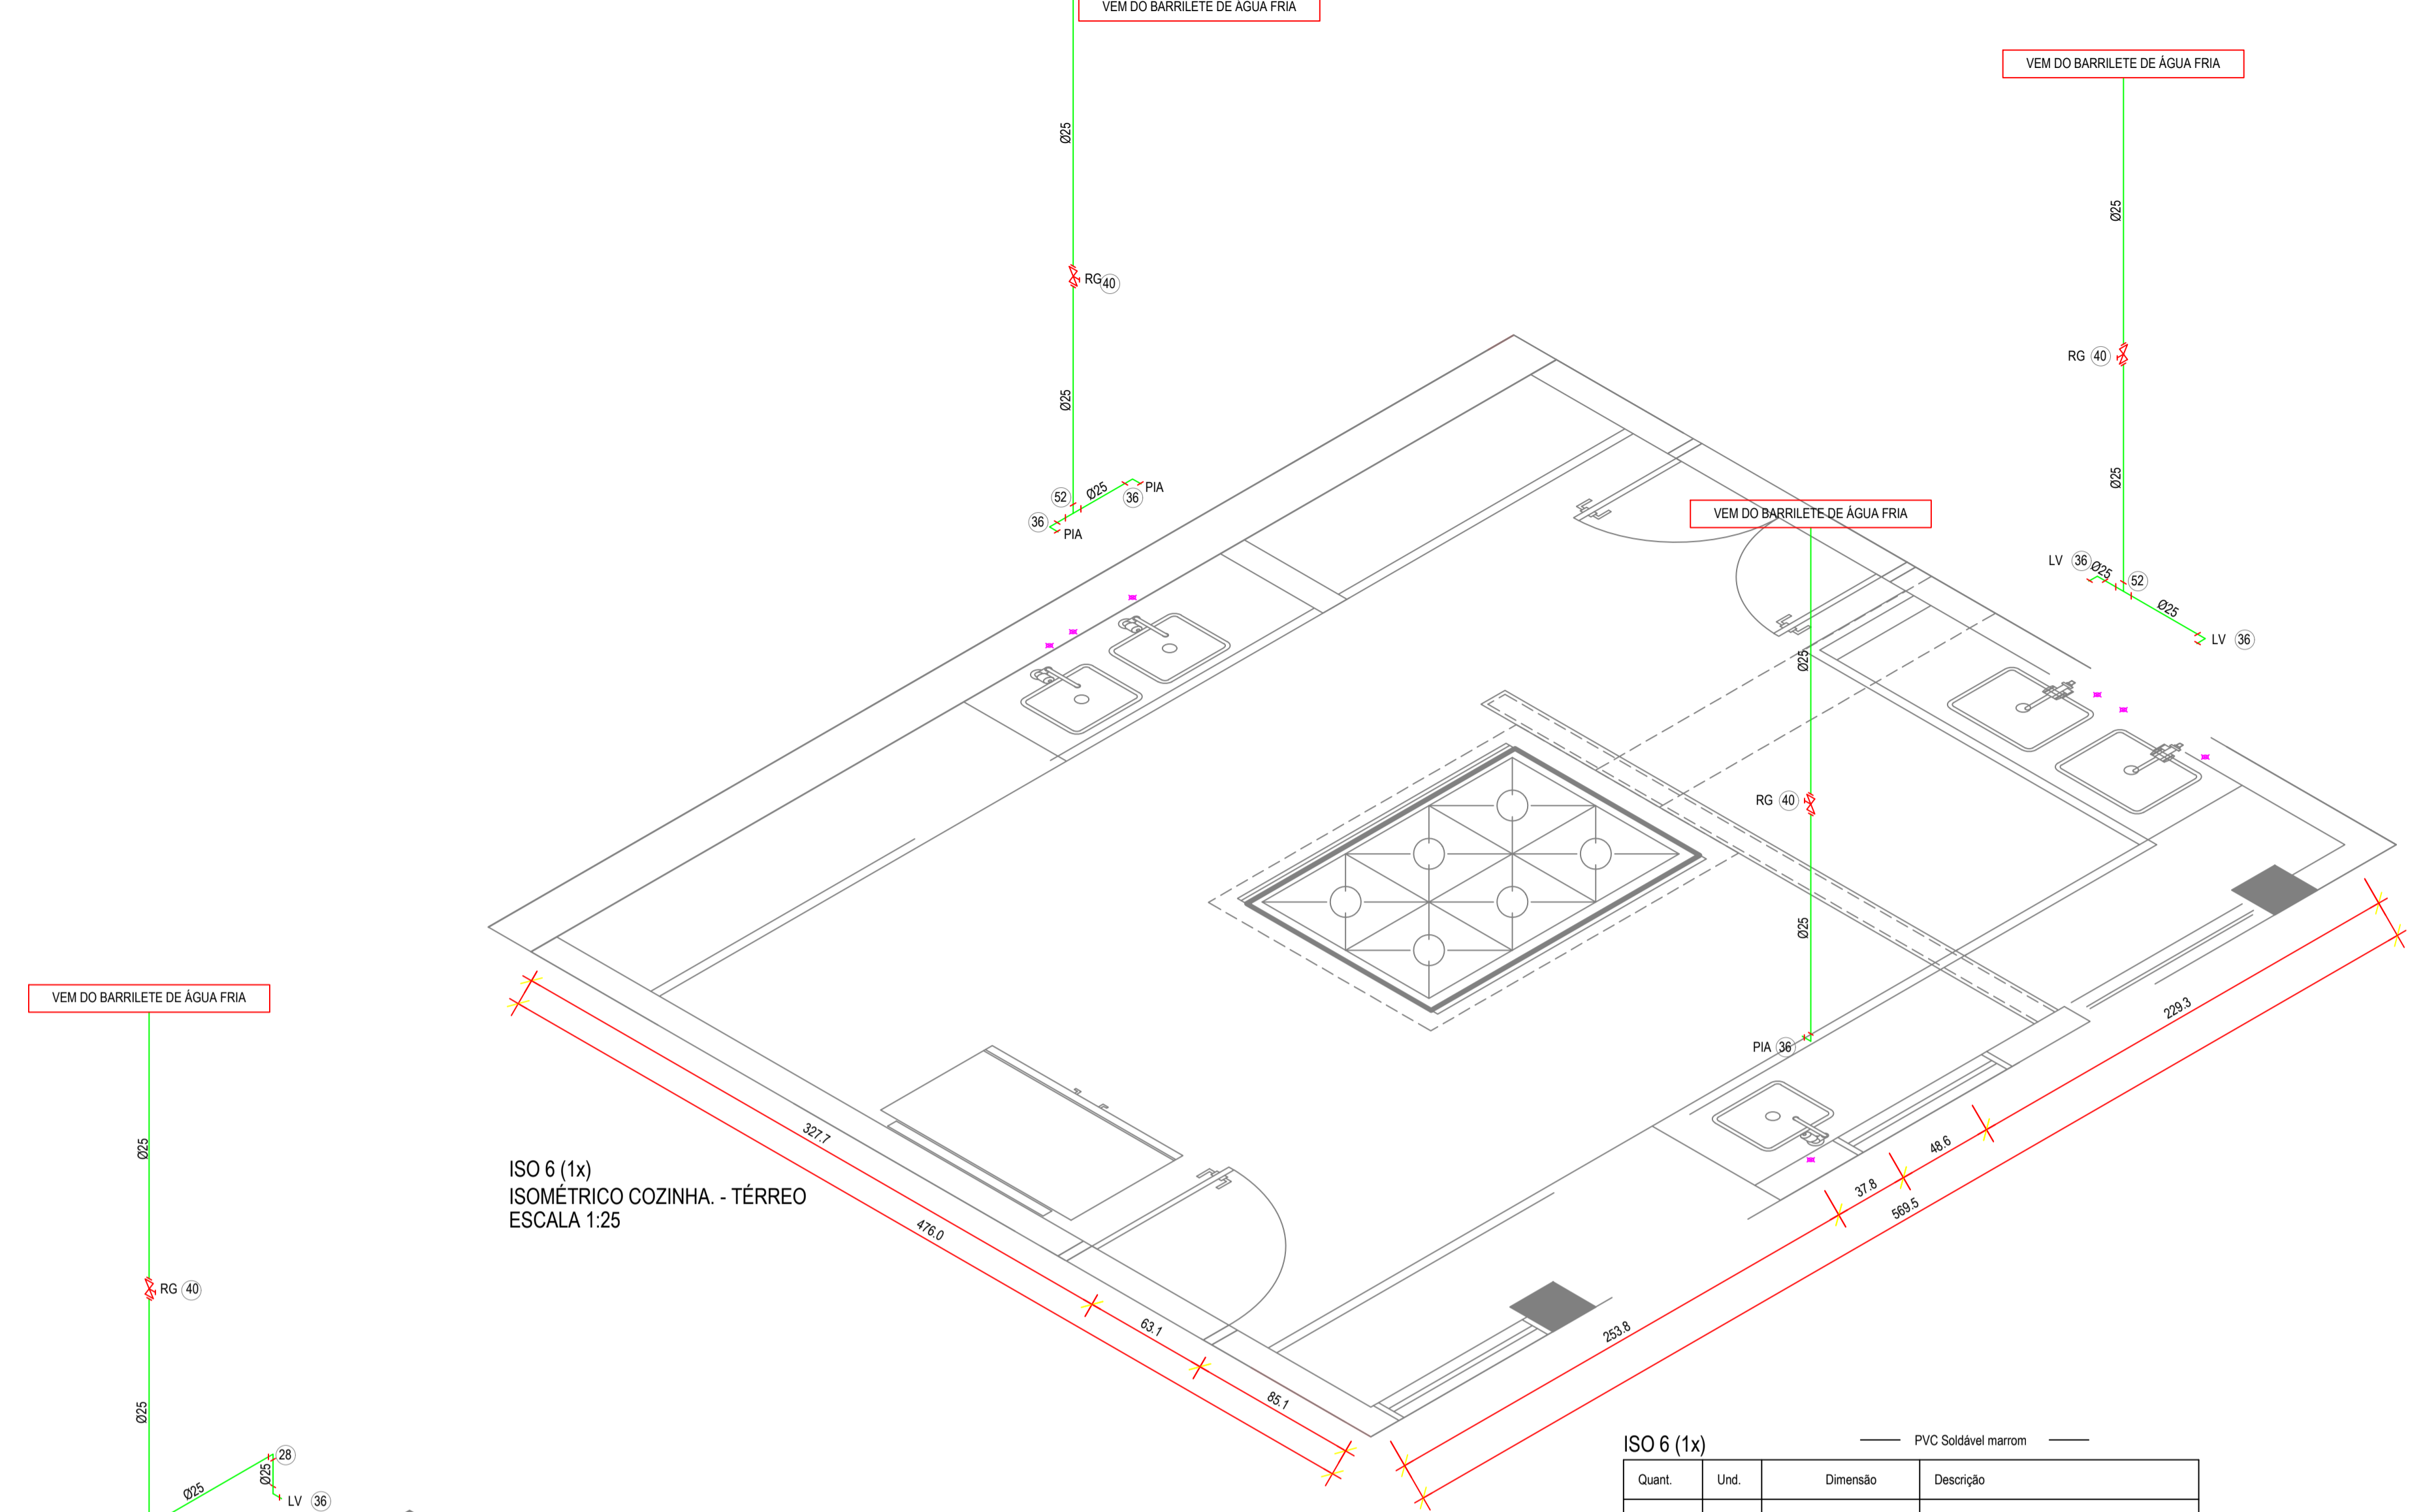 VEM DO BARRILETE DE ÁGUA FRIA
VEM DO BARRILETE DE ÁGUA FRIA
Ø25
Ø25
RG 40
RG 40
Ø25
Ø25
52
Ø25
36
PIA
36
PIA
VEM DO BARRILETE DE ÁGUA FRIA
LV 36
Ø25
52
Ø25
LV 36
Ø25
RG 40
Ø25
PIA 36
VEM DO BARRILETE DE ÁGUA FRIA
Ø25
RG 40
Ø25
28
Ø25
Ø25
LV 36
ISO 6 (1x)
ISOMÉTRICO COZINHA. - TÉRREO
ESCALA 1:25
327.7
476.0
63.1
85.1
229.3
48.6
37.8
569.5
253.8
ISO 6 (1x)
PVC Soldável marrom
Quant. Und. Dimensão Descrição